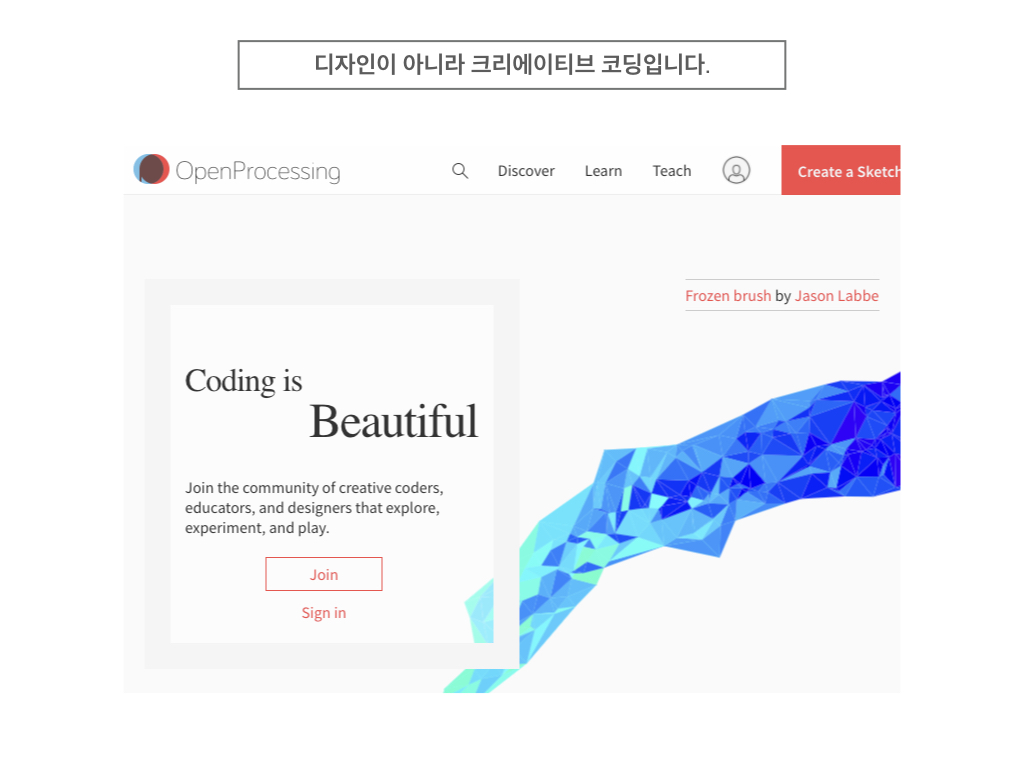 디자인이 아니라 크리에이티브 코딩입니다.
OpenProcessing Discover Learn Teach Create a Sketch
Frozen brush by Jason Labbe
Coding is
Beautiful
Join the community of creative coders,
educators, and designers that explore,
experiment, and play.
Join
Sign in